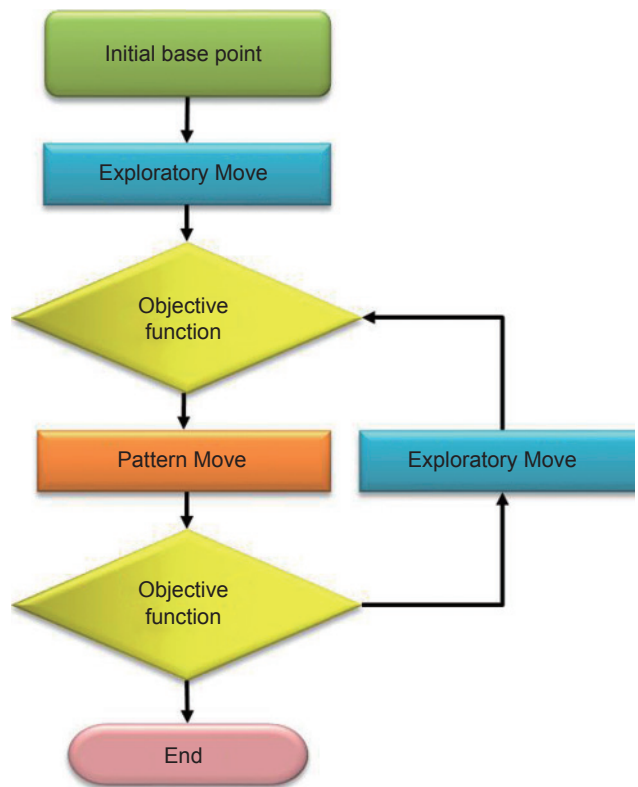 Initial base point
Exploratory Move
Objective
function
Pattern Move
Exploratory Move
Objective
function
End